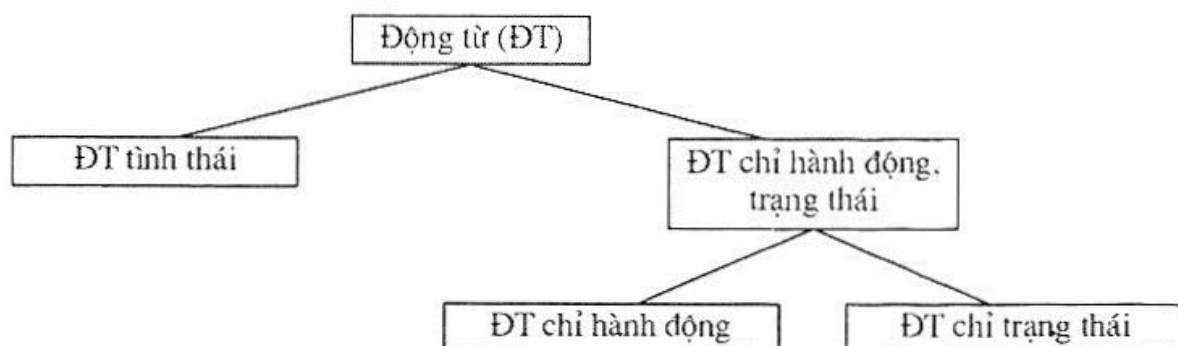 Động từ (ĐT)
ĐT tình thái
ĐT chỉ hành động,
trạng thái
ĐT chỉ hành động
ĐT chỉ trạng thái